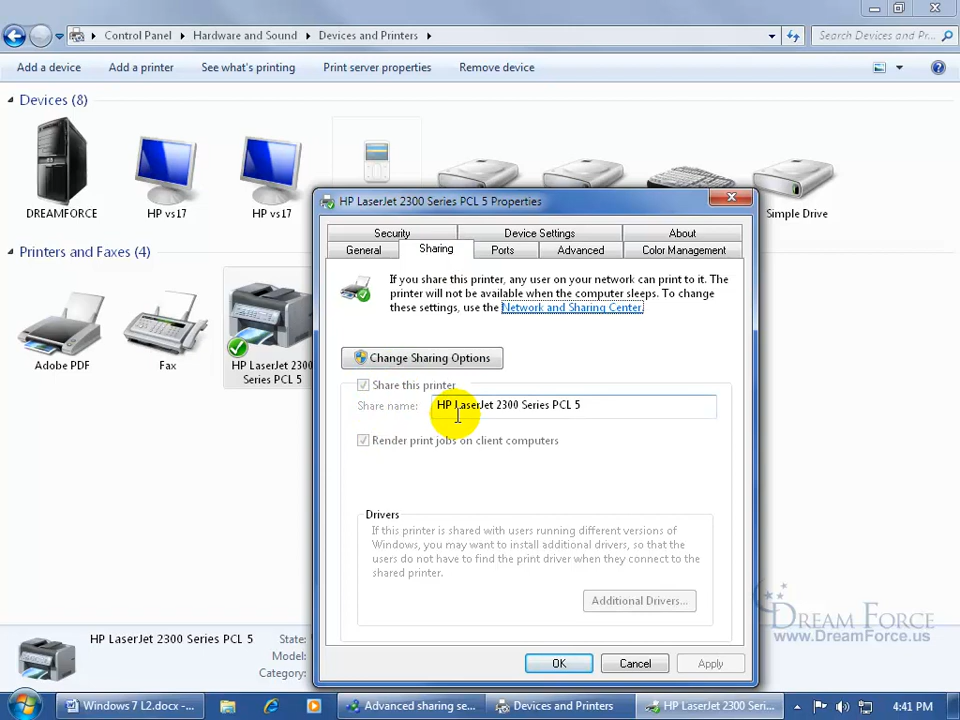 Control Panel
Hardware and Sound
Devices and Printers
Search Devices and Pr...
Add a device
Add a printer
See what's printing
Print server properties
Remove device
Devices (8)
DREAMFORCE
HP vs17
HP vs17
Simple Drive
Printers and Faxes (4)
Adobe PDF
Fax
HP LaserJet 2300
Series PCL 5
HP LaserJet 2300 Series PCL 5 Properties
Security
Device Settings
About
General
Sharing
Ports
Advanced
Color Management
If you share this printer, any user on your network can print to it. The
printer will not be available when the computer sleeps. To change
these settings, use the Network and Sharing Center.
Change Sharing Options
Share this printer
Share name: HP LaserJet 2300 Series PCL 5
Render print jobs on client computers
Drivers
If this printer is shared with users running different versions of
Windows, you may want to install additional drivers, so that the
users do not have to find the print driver when they connect to the
shared printer.
Additional Drivers...
OK
Cancel
Apply
HP LaserJet 2300 Series PCL 5
State:
Model:
Category:
DREAM FORCE
www.DreamForce.us
Windows 7 L2.docx -
Advanced sharing se...
Devices and Printers
HP LaserJet 2300 Seri...
4:41 PM